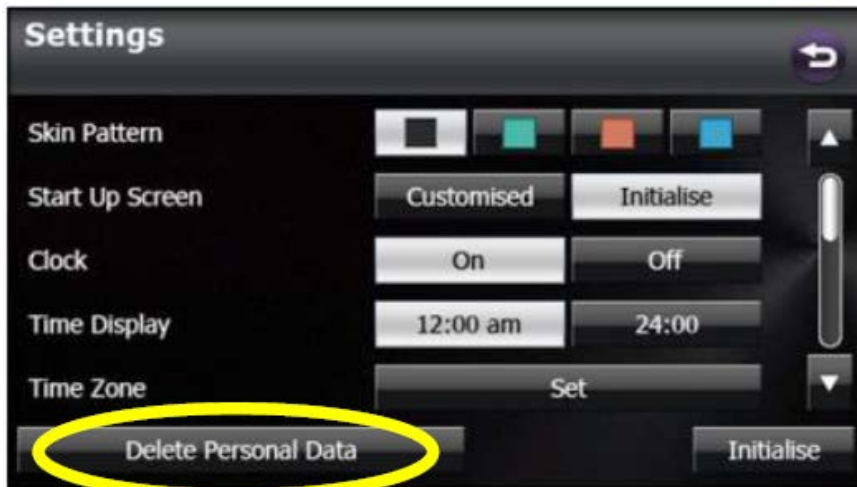 Settings
Skin Pattern
Start Up Screen Customised Initialise
Clock On Off
Time Display 12:00 am 24:00
Time Zone Set
Delete Personal Data Initialise